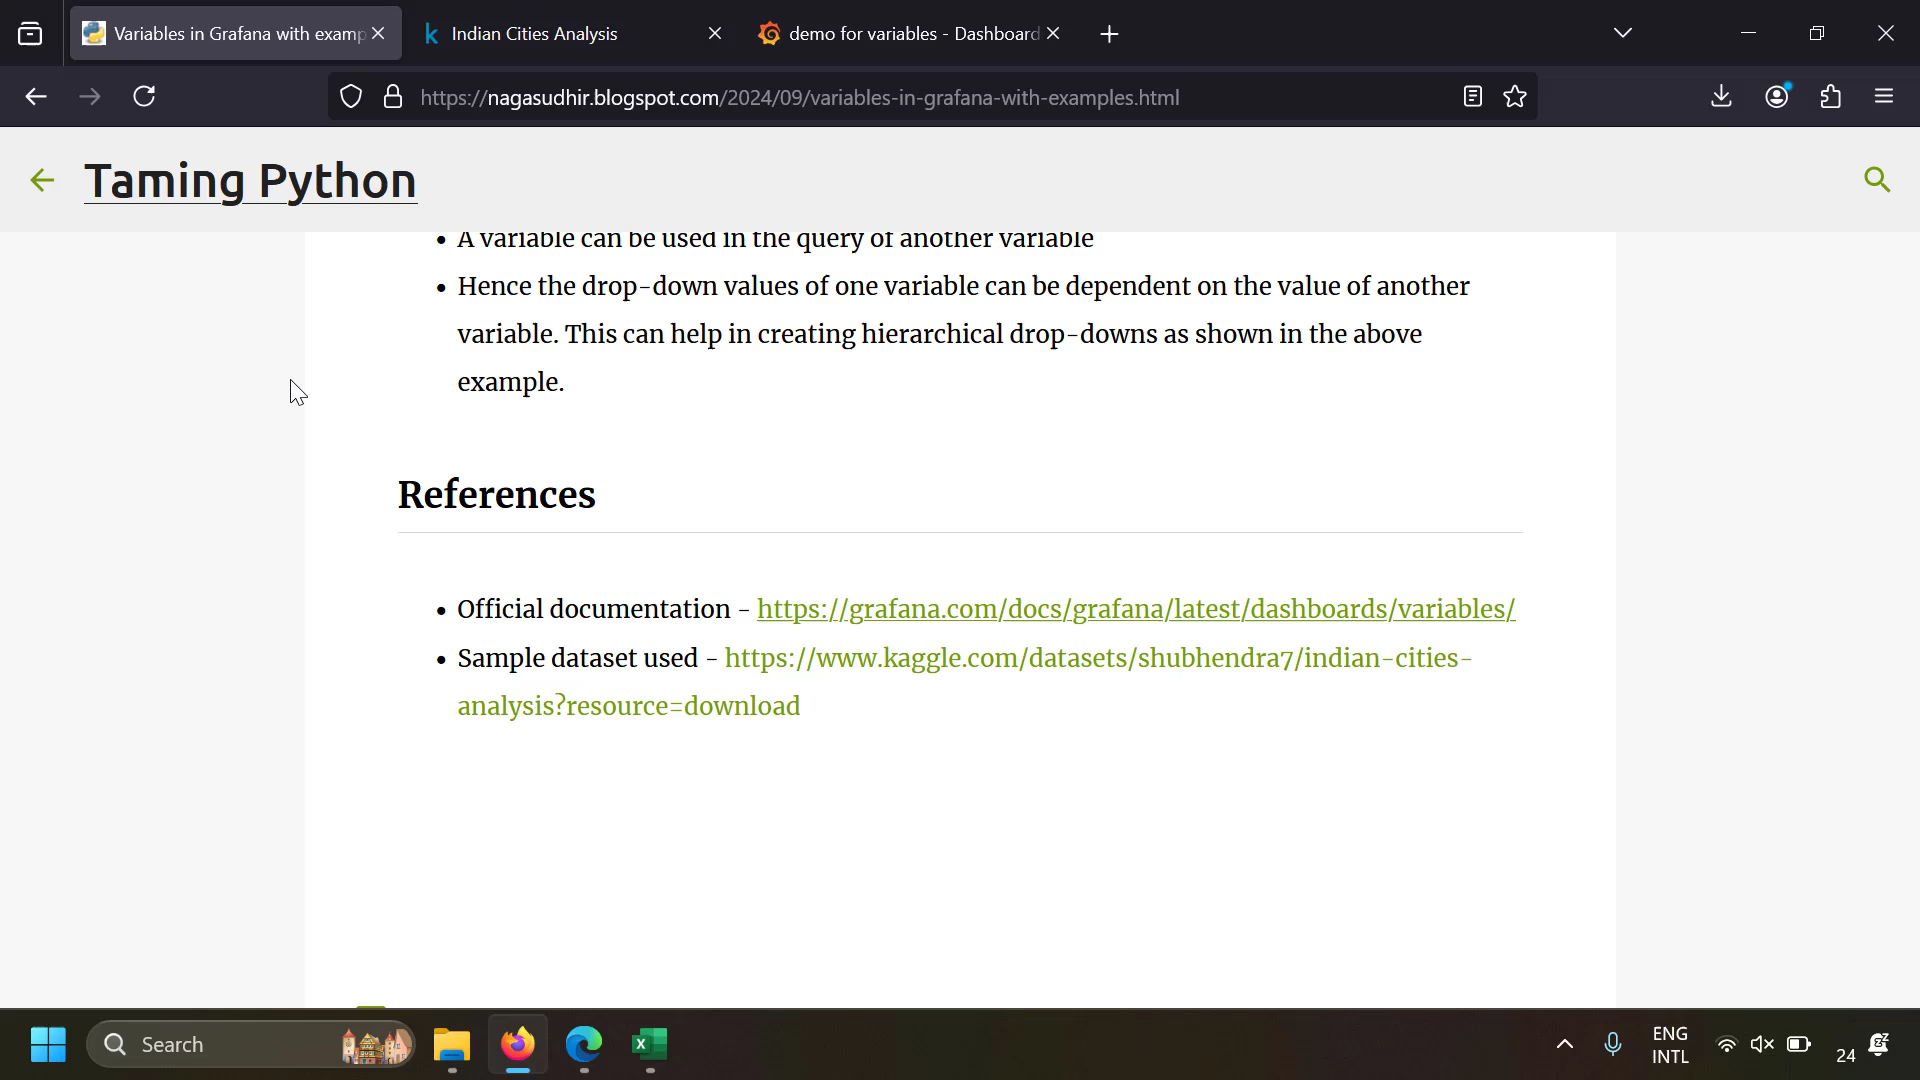 Variables in Grafana with examp
Indian Cities Analysis
demo for variables - Dashboard
https://nagasudhir.blogspot.com/2024/09/variables-in-grafana-with-examples.html
Taming Python
A variable can be used in the query of another variable
Hence the drop-down values of one variable can be dependent on the value of another
variable. This can help in creating hierarchical drop-downs as shown in the above
example.
References
Official documentation - https://grafana.com/docs/grafana/latest/dashboards/variables/
Sample dataset used - https://www.kaggle.com/datasets/shubhendra7/indian-cities-
analysis?resource=download
Search
ENG
INTL
24